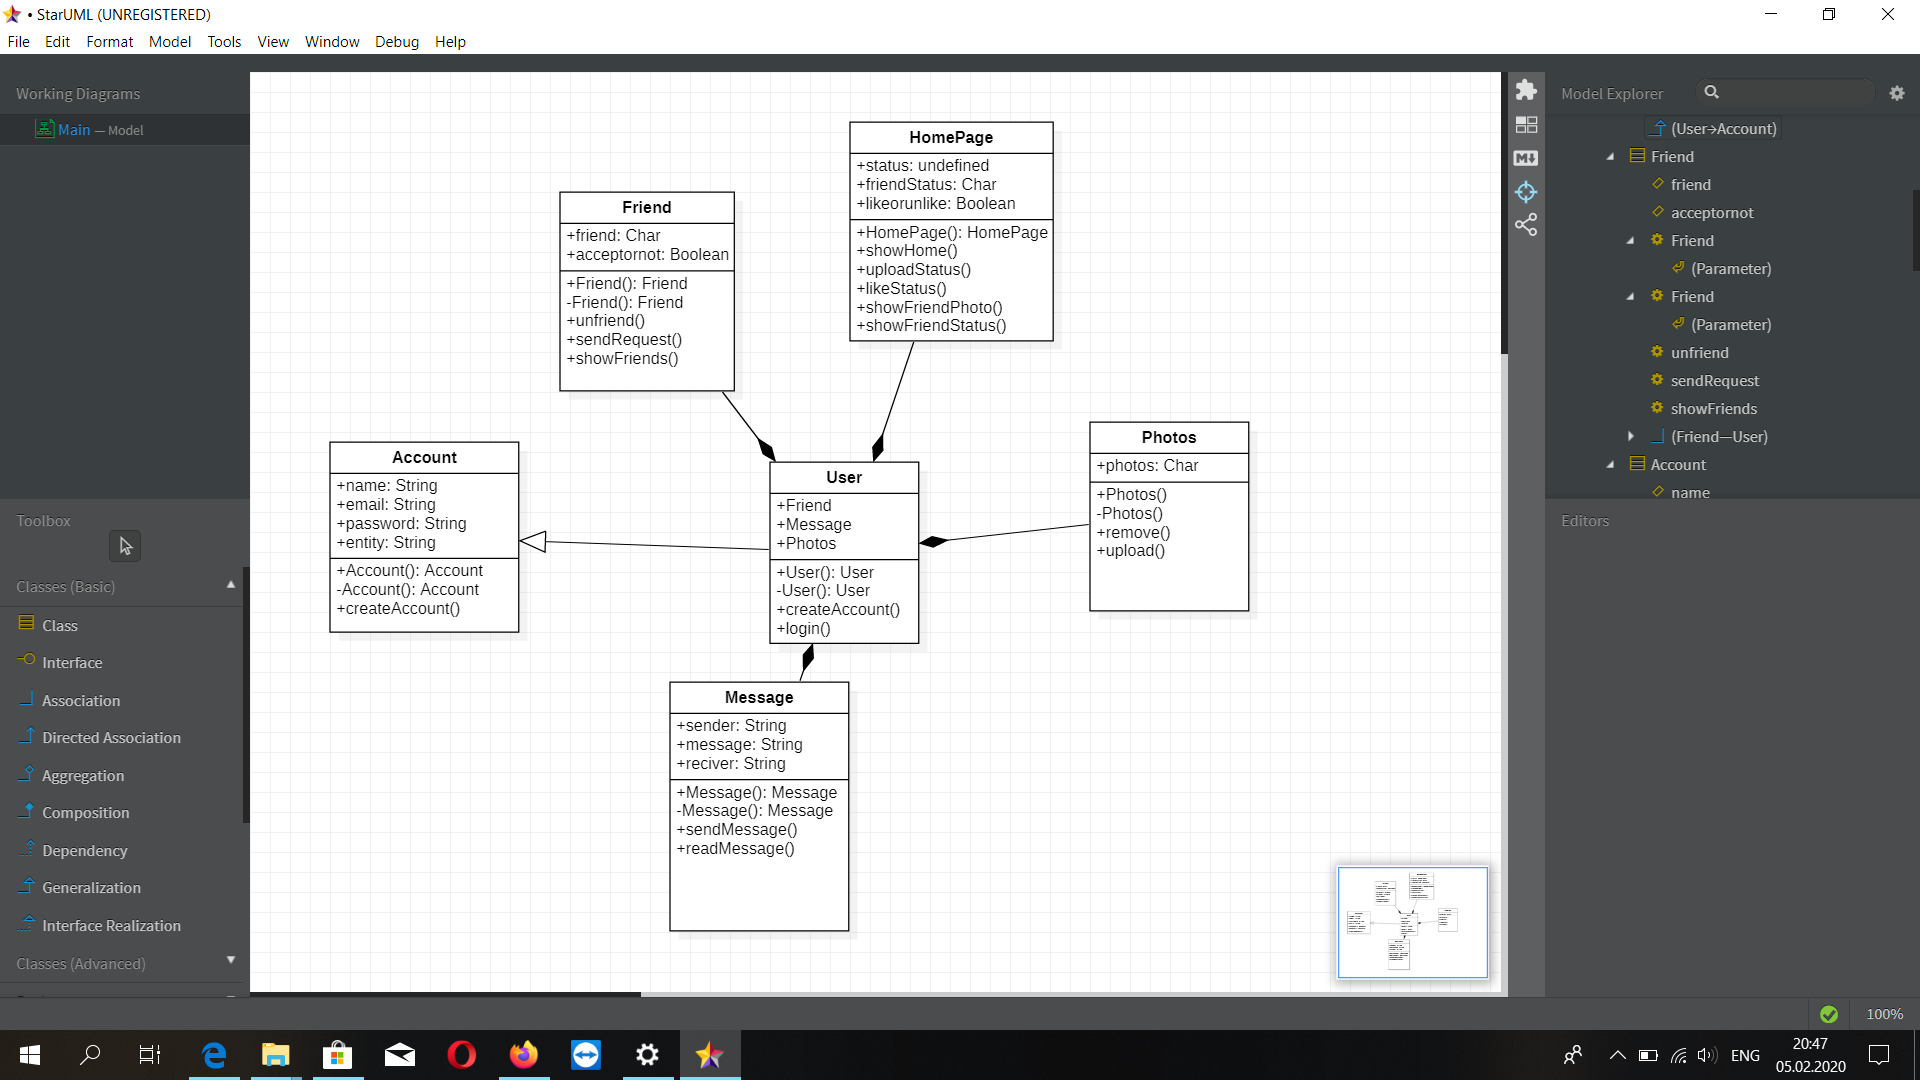 • StarUML (UNREGISTERED)
File Edit Format Model Tools View Window Debug Help
Working Diagrams
Main — Model
Toolbox
Classes (Basic)
Class
Interface
Association
Directed Association
Aggregation
Composition
Dependency
Generalization
Interface Realization
Classes (Advanced)
Friend
+friend: Char
+acceptornot: Boolean
+Friend(): Friend
-Friend(): Friend
+unfriend()
+sendRequest()
+showFriends()
HomePage
+status: undefined
+friendStatus: Char
+likeorunlike: Boolean
+HomePage(): HomePage
+showHome()
+uploadStatus()
+likeStatus()
+showFriendPhoto()
+showFriendStatus()
Account
+name: String
+email: String
+password: String
+entity: String
+Account(): Account
-Account(): Account
+createAccount()
User
+Friend
+Message
+Photos
+User(): User
-User(): User
+createAccount()
+login()
Photos
+photos: Char
+Photos()
-Photos()
+remove()
+upload()
Message
+sender: String
+message: String
+reciver: String
+Message(): Message
-Message(): Message
+sendMessage()
+readMessage()
Model Explorer
(User→Account)
Friend
friend
acceptornot
Friend
(Parameter)
Friend
(Parameter)
unfriend
sendRequest
showFriends
(Friend—User)
Account
name
Editors
100%
ENG
20:47
05.02.2020